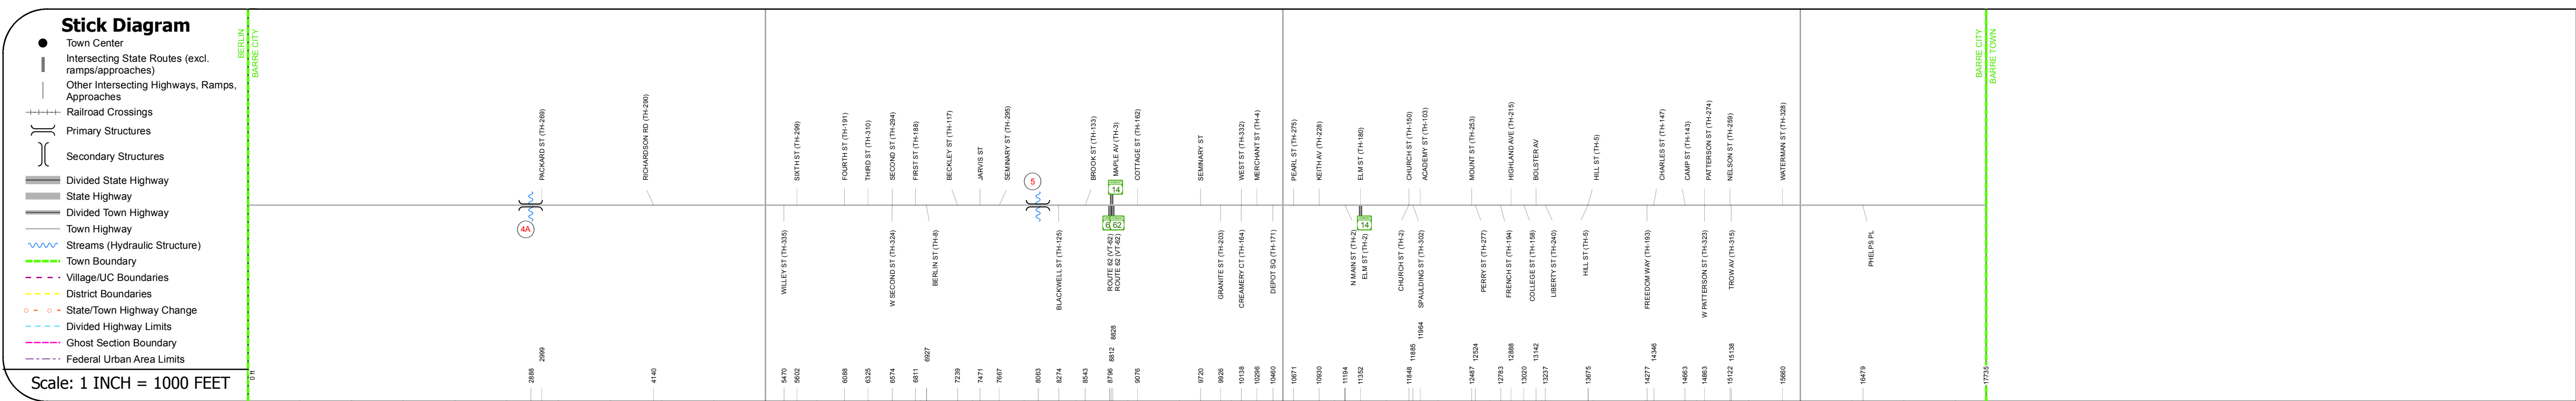 Stick Diagram
Town Center
Intersecting State Routes (excl.
ramps/approaches)
Other Intersecting Highways, Ramps,
Approaches
Railroad Crossings
Primary Structures
Secondary Structures
Divided State Highway
State Highway
Divided Town Highway
Town Highway
Streams (Hydraulic Structure)
Town Boundary
Village/UC Boundaries
District Boundaries
State/Town Highway Change
Divided Highway Limits
Ghost Section Boundary
Federal Urban Area Limits
Scale: 1 INCH = 1000 FEET
BERLIN
BARRE CITY
BARRE CITY
BARRE TOWN
PACKARD ST (TH-269)
RICHARDSON RD (TH-290)
SIXTH ST (TH-299)
FOURTH ST (TH-191)
THIRD ST (TH-310)
SECOND ST (TH-294)
FIRST ST (TH-188)
BECKLEY ST (TH-117)
JARVIS ST
SEMINARY ST (TH-295)
BROOK ST (TH-133)
MAPLE AV (TH-3)
COTTAGE ST (TH-162)
SEMINARY ST
WEST ST (TH-332)
MERCHANT ST (TH-4)
PEARL ST (TH-275)
KEITH AV (TH-228)
ELM ST (TH-180)
CHURCH ST (TH-150)
ACADEMY ST (TH-103)
MOUNT ST (TH-253)
HIGHLAND AVE (TH-215)
BOLSTER AV
HILL ST (TH-5)
CHARLES ST (TH-147)
CAMP ST (TH-143)
PATTERSON ST (TH-274)
NELSON ST (TH-259)
WATERMAN ST (TH-328)
4A
5
14
6
62
14
WILLEY ST (TH-335)
W SECOND ST (TH-324)
BERLIN ST (TH-8)
BLACKWELL ST (TH-125)
ROUTE 62 (VT-62)
ROUTE 62 (VT-62)
GRANITE ST (TH-203)
CREAMERY CT (TH-164)
DEPOT SQ (TH-171)
N MAIN ST (TH-2)
ELM ST (TH-2)
CHURCH ST (TH-2)
SPAULDING ST (TH-302)
PERRY ST (TH-277)
FRENCH ST (TH-194)
COLLEGE ST (TH-158)
LIBERTY ST (TH-240)
HILL ST (TH-5)
FREEDOM WAY (TH-193)
W PATTERSON ST (TH-323)
TROW AV (TH-315)
PHELPS PL
0 ft
2888
2999
4140
5470
5602
6088
6325
6574
6811
6927
7239
7471
7667
8063
8274
8543
8796
8812
8828
9076
9720
9926
10138
10296
10460
10671
10930
11194
11352
11848
11885
11964
12487
12524
12783
12888
13020
13142
13237
13675
14277
14346
14663
14863
15122
15138
15660
16479
17735